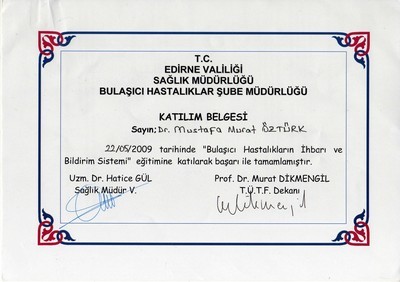 T.C.
EDİRNE VALİLİĞİ
SAĞLIK MÜDÜRLÜĞÜ
BULAŞICI HASTALIKLAR ŞUBE MÜDÜRLÜĞÜ
KATILIM BELGESİ
Sayın; Dr. Mustafa Murat ÖZTÜRK
22/05/2009 tarihinde "Bulaşıcı Hastalıkların İhbarı ve
Bildirim Sistemi" eğitimine katılarak başarı ile tamamlamıştır.
Uzm. Dr. Hatice GÜL Prof. Dr. Murat DİKMENGİL
Sağlık Müdür V. T.Ü.T.F. Dekanı